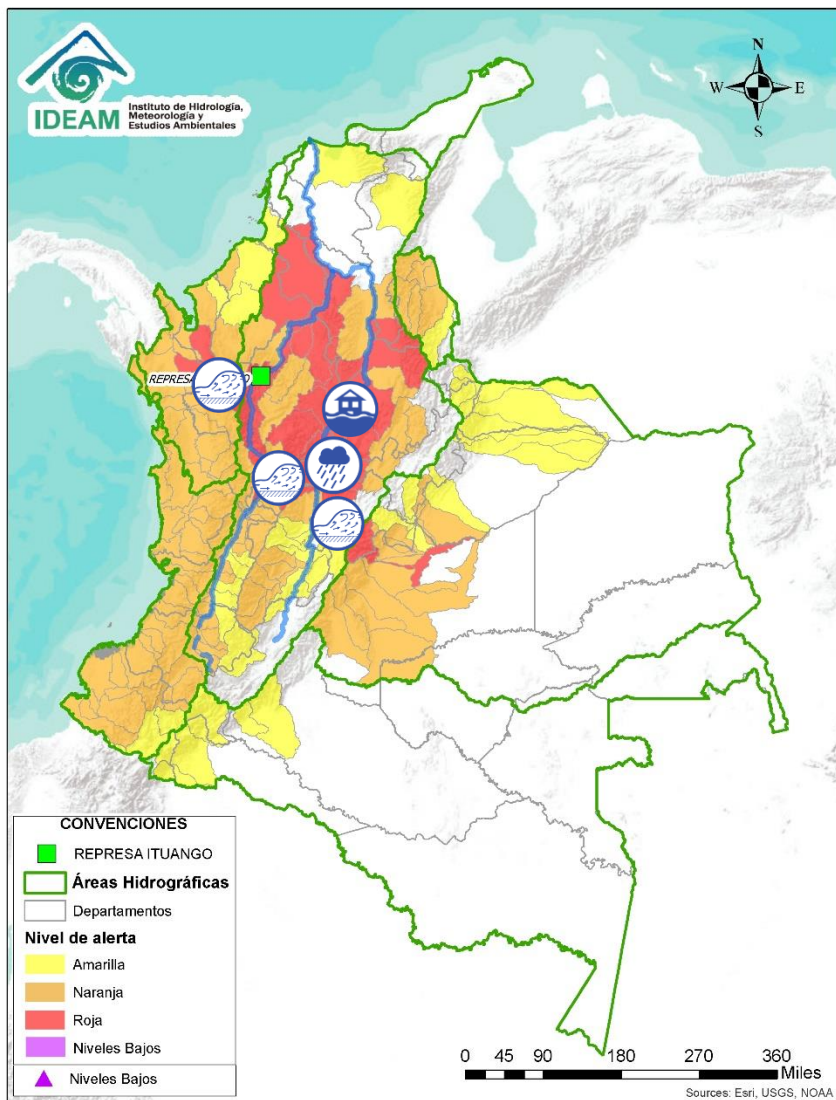 IDEAM
Instituto de Hidrología,
Meteorología y
Estudios Ambientales
N
W
E
S
REPRESA
CONVENCIONES
REPRESA ITUANGO
Áreas Hidrográficas
Departamentos
Nivel de alerta
Amarilla
Naranja
Roja
Niveles Bajos
Niveles Bajos
0 45 90 180 270 360
Miles
Sources: Esri, USGS, NOAA